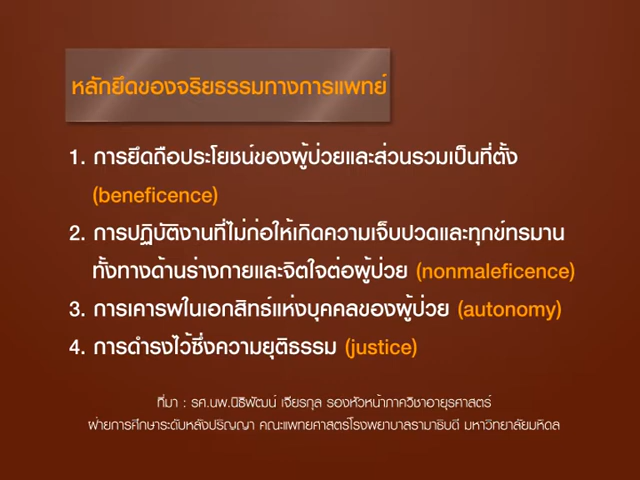 หลักยึดของจริยธรรมทางการแพทย์
1. การยึดถือประโยชน์ของผู้ป่วยและส่วนรวมเป็นที่ตั้ง
(beneficence)
2. การปฏิบัติงานที่ไม่ก่อให้เกิดความเจ็บปวดและทุกข์ทรมาน
ทั้งทางด้านร่างกายและจิตใจต่อผู้ป่วย (nonmaleficence)
3. การเคารพในเอกสิทธิ์แห่งบุคคลของผู้ป่วย (autonomy)
4. การดำรงไว้ซึ่งความยุติธรรม (justice)
ที่มา : รศ.นพ.นิธิพัฒน์ เจียรกุล รองหัวหน้าภาควิชาอายุรศาสตร์
ฝ่ายการศึกษาระดับหลังปริญญา คณะแพทยศาสตร์โรงพยาบาลรามาธิบดี มหาวิทยาลัยมหิดล